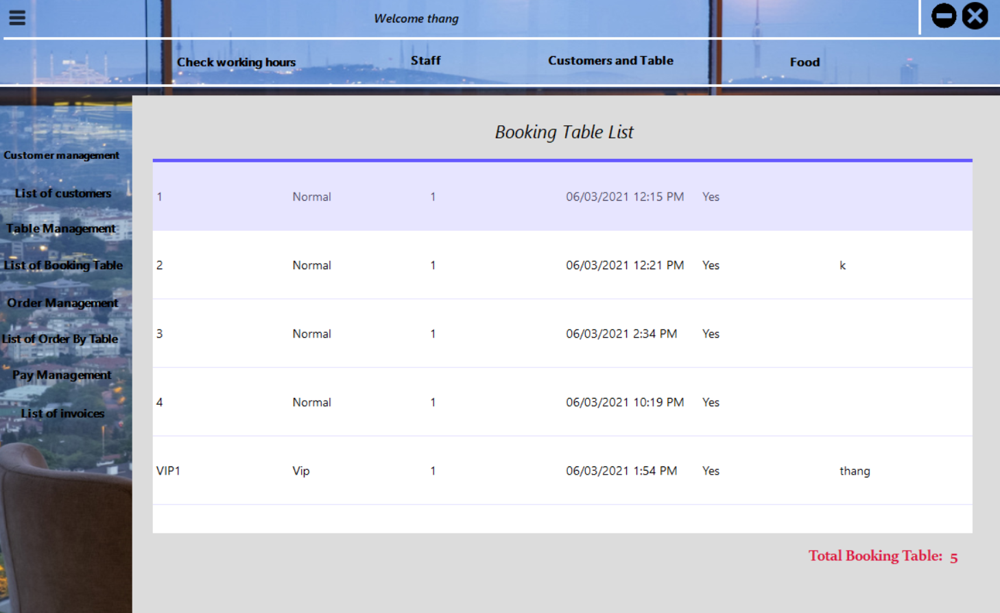 Welcome thang
Check working hours Staff Customers and Table Food
Customer management
List of customers
Table Management
List of Booking Table
Order Management
List of Order By Table
Pay Management
List of invoices
Booking Table List
1 Normal 1 06/03/2021 12:15 PM Yes
2 Normal 1 06/03/2021 12:21 PM Yes k
3 Normal 1 06/03/2021 2:34 PM Yes
4 Normal 1 06/03/2021 10:19 PM Yes
VIP1 Vip 1 06/03/2021 1:54 PM Yes thang
Total Booking Table: 5